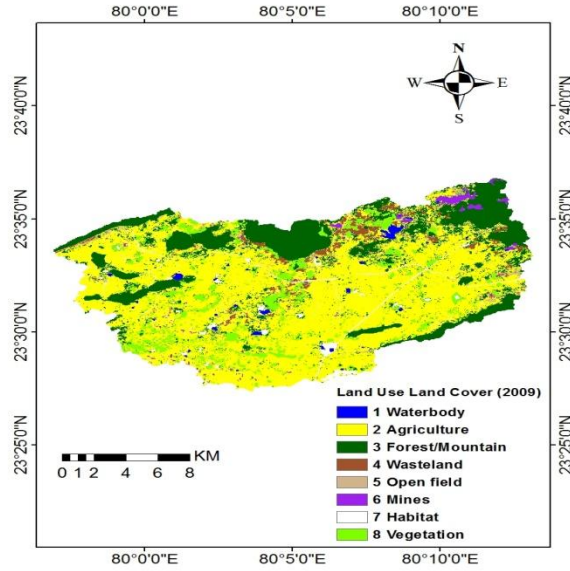 80°0'0"E 80°5'0"E 80°10'0"E
N
W E
S
23°40'0"N 23°40'0"N
23°35'0"N 23°35'0"N
23°30'0"N 23°30'0"N
23°25'0"N 23°25'0"N
Land Use Land Cover (2009)
1 Waterbody
2 Agriculture
3 Forest/Mountain
4 Wasteland
5 Open field
6 Mines
7 Habitat
8 Vegetation
KM
0 1 2 4 6 8
80°0'0"E 80°5'0"E 80°10'0"E